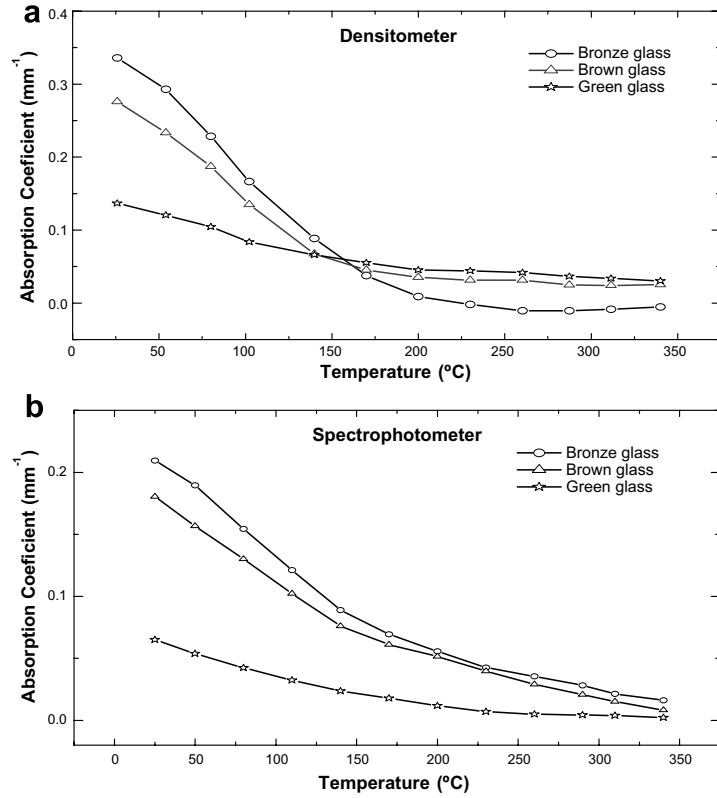 a
Densitometer
Bronze glass
Brown glass
Green glass
Absorption Coeficient (mm⁻¹)
0.4
0.3
0.2
0.1
0.0
0 50 100 150 200 250 300 350
Temperature (ºC)
b
Spectrophotometer
Bronze glass
Brown glass
Green glass
Absorption Coeficient (mm⁻¹)
0.2
0.1
0.0
0 50 100 150 200 250 300 350
Temperature (ºC)